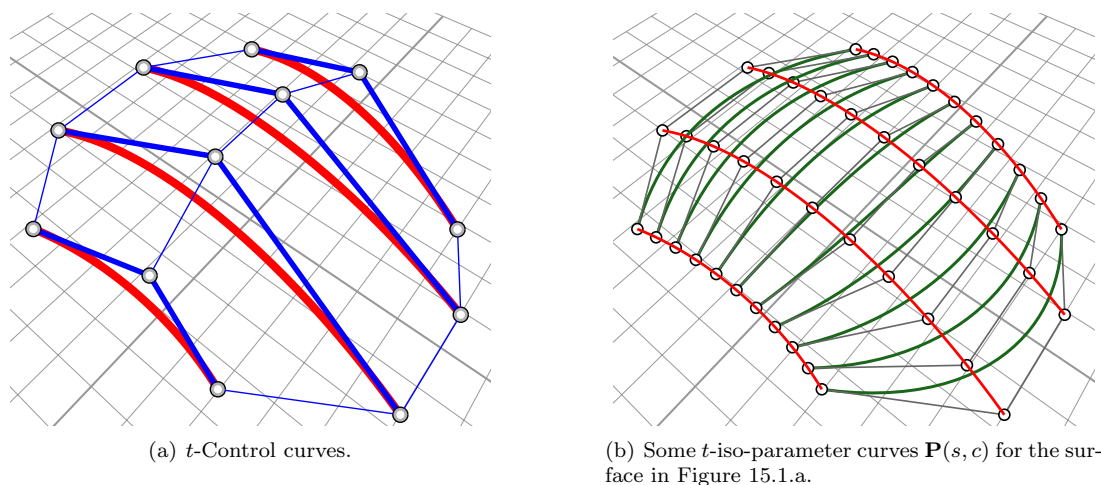 (a) t-Control curves.
(b) Some t-iso-parameter curves P(s, c) for the sur-
face in Figure 15.1.a.